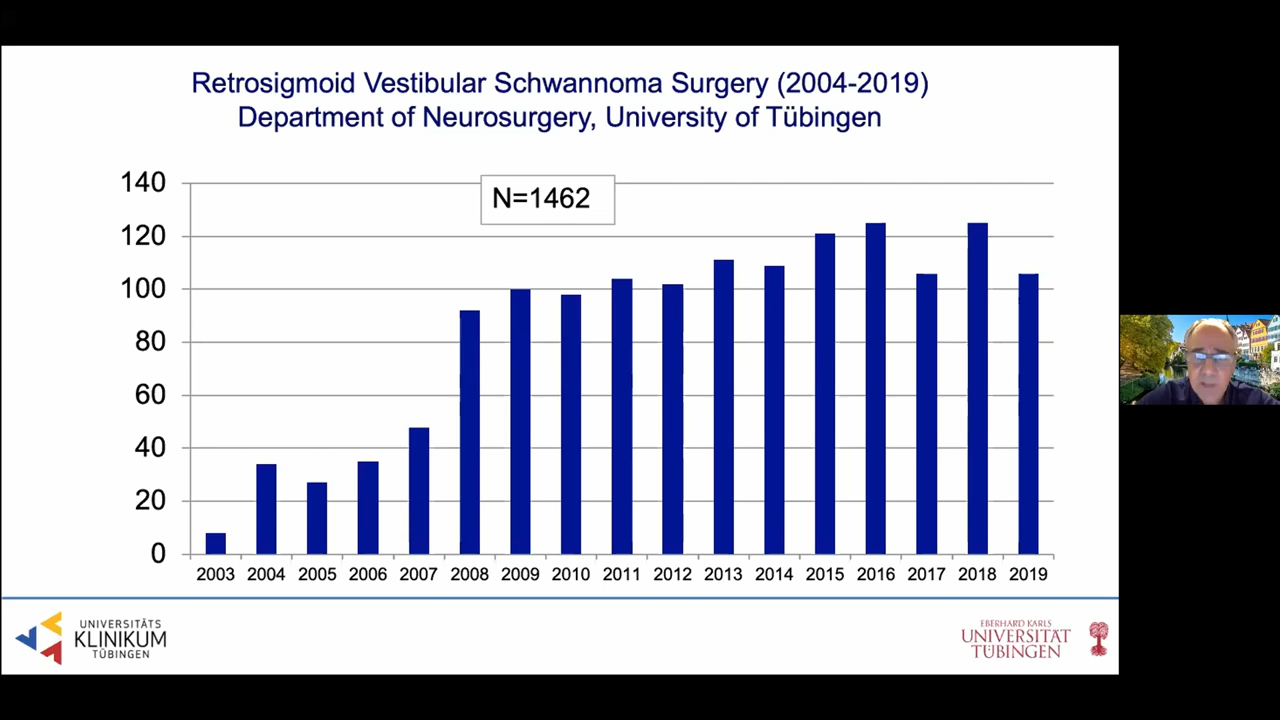 Retrosigmoid Vestibular Schwannoma Surgery (2004-2019)
Department of Neurosurgery, University of Tübingen
N=1462
140
120
100
80
60
40
20
0
2003 2004 2005 2006 2007 2008 2009 2010 2011 2012 2013 2014 2015 2016 2017 2018 2019
UNIVERSITÄTS
KLINIKUM
TÜBINGEN
EBERHARD KARLS
UNIVERSITÄT
TÜBINGEN